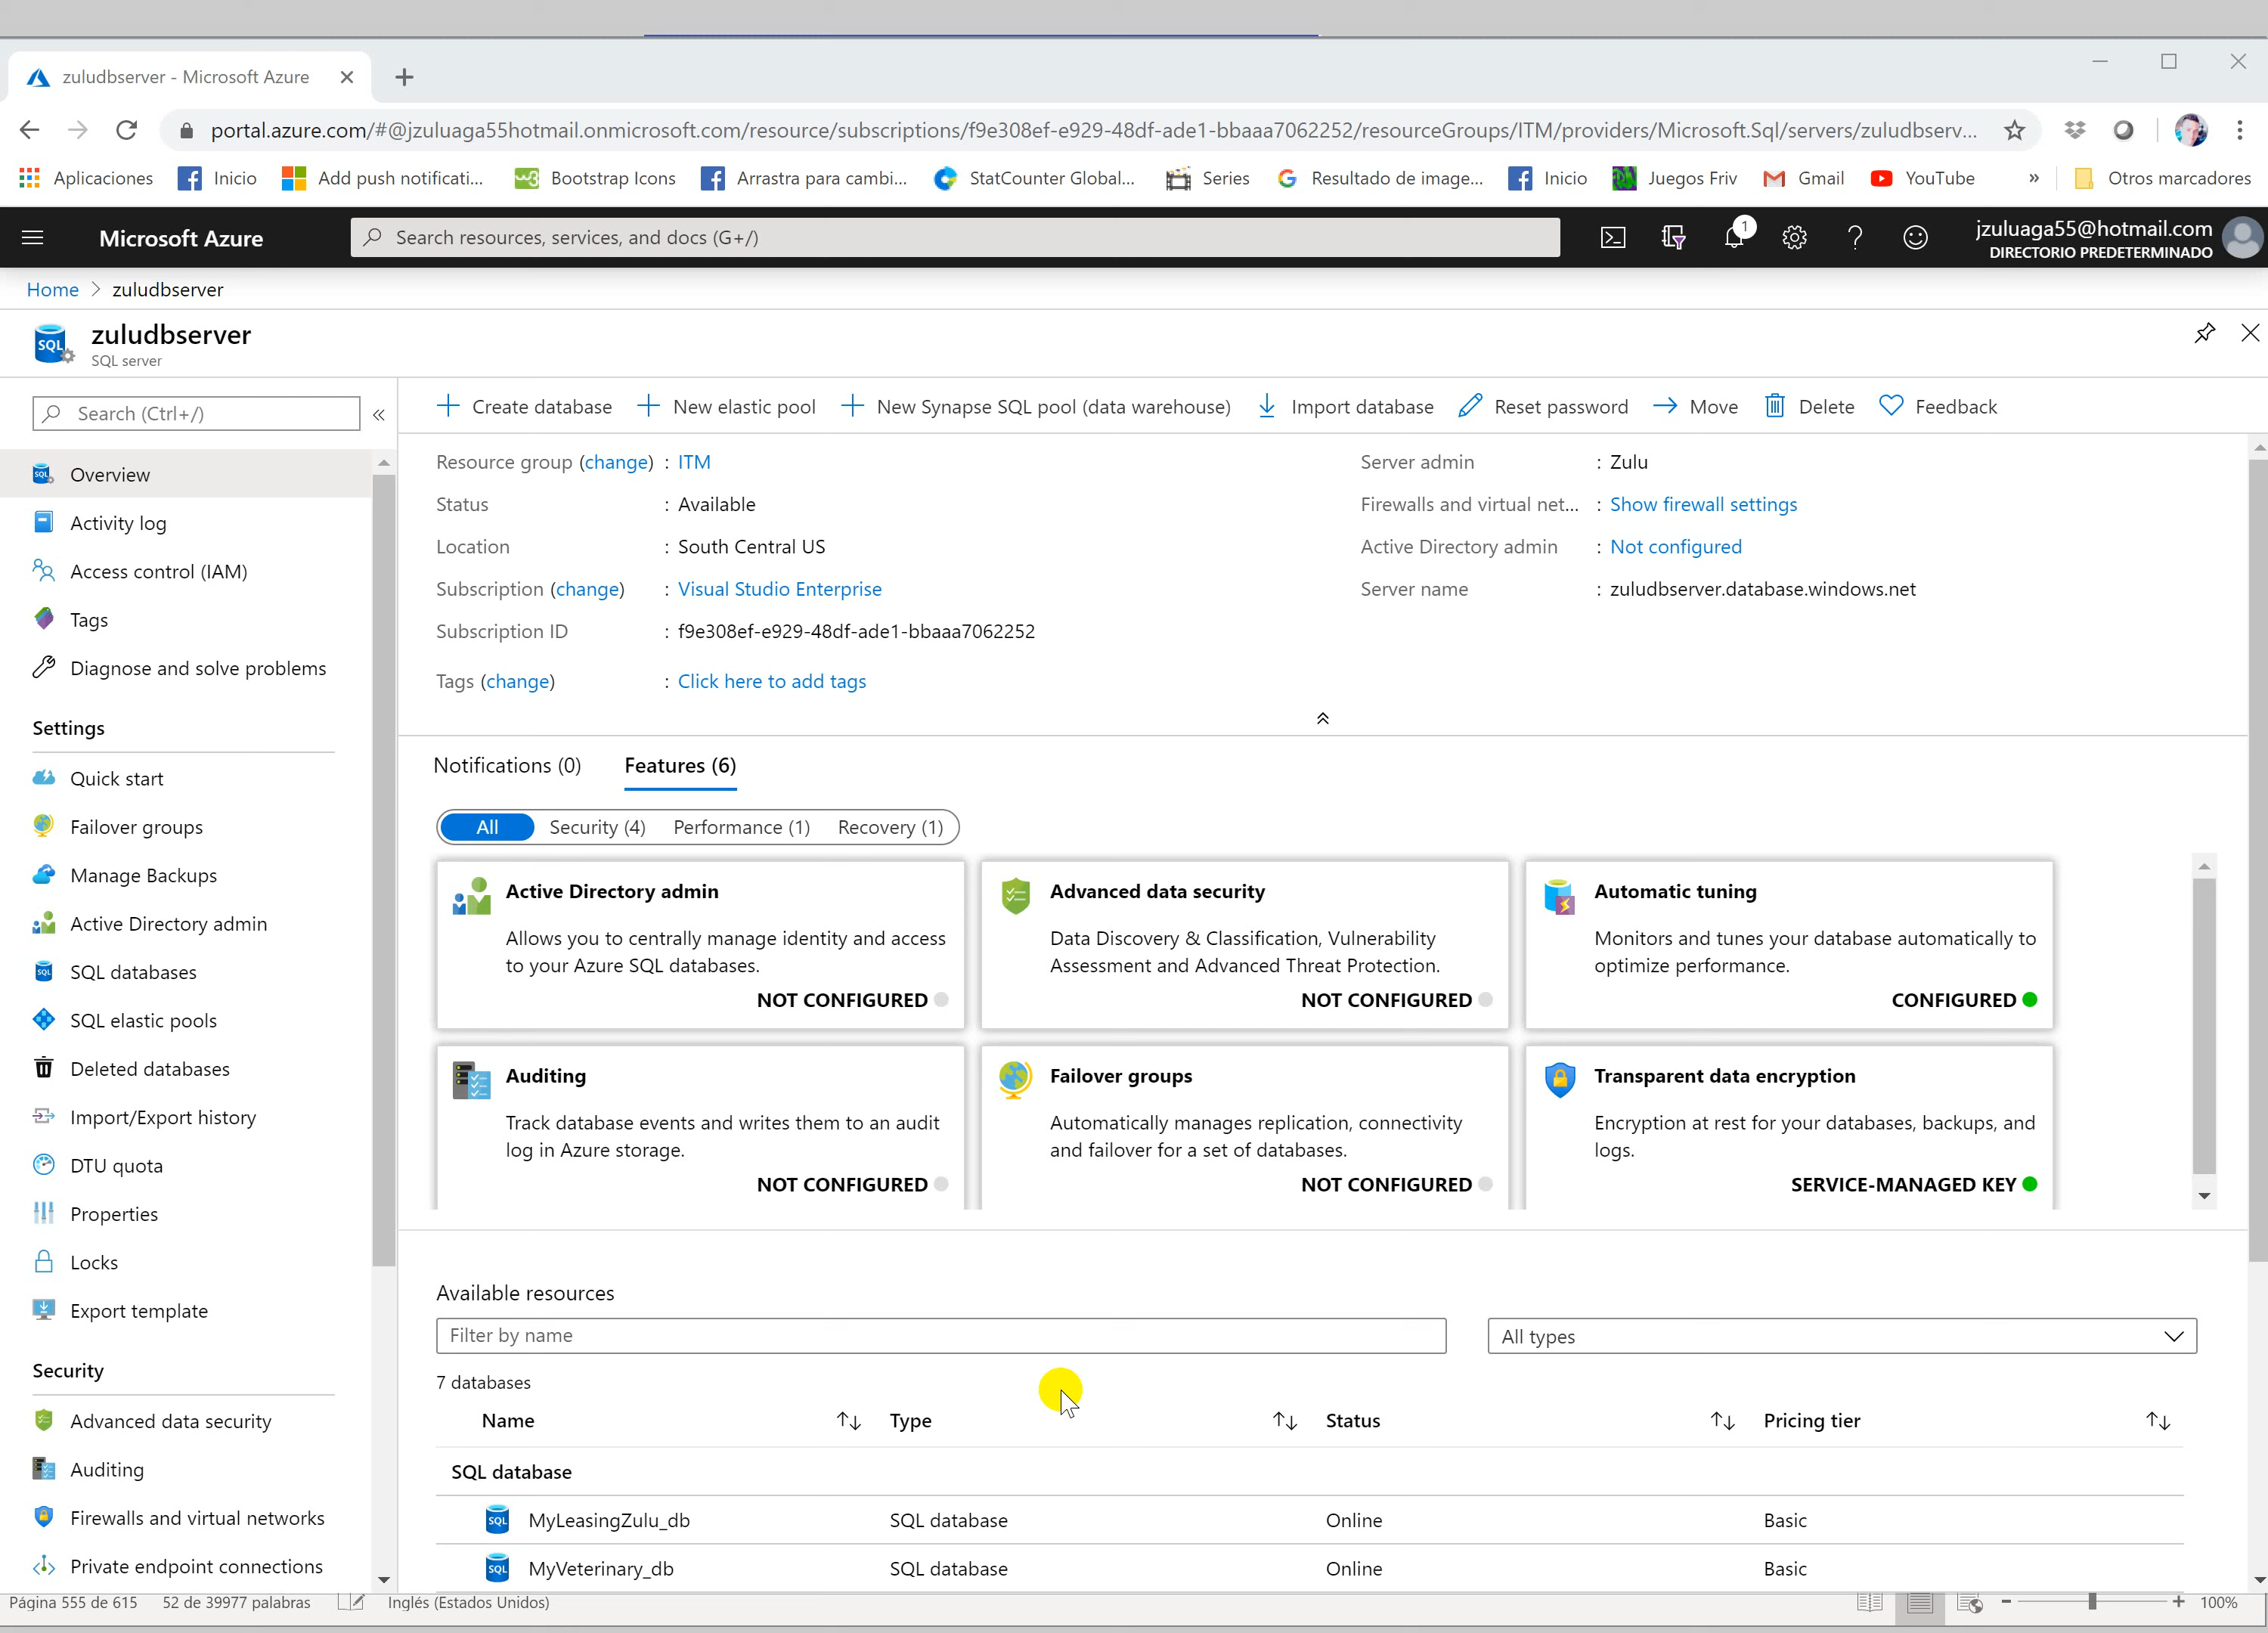 zuludbserver - Microsoft Azure
portal.azure.com/#@jzuluaga55hotmail.onmicrosoft.com/resource/subscriptions/f9e308ef-e929-48df-ade1-bbaaa7062252/resourceGroups/ITM/providers/Microsoft.Sql/servers/zuludbserv...
Aplicaciones Inicio Add push notificati... Bootstrap Icons Arrastra para cambi... StatCounter Global... Series Resultado de image... Inicio Juegos Friv Gmail YouTube » Otros marcadores
Microsoft Azure Search resources, services, and docs (G+/) 1 jzuluaga55@hotmail.com
DIRECTORIO PREDETERMINADO
Home > zuludbserver
SQL zuludbserver
SQL server
Search (Ctrl+/) «
Overview
Activity log
Access control (IAM)
Tags
Diagnose and solve problems
Settings
Quick start
Failover groups
Manage Backups
Active Directory admin
SQL databases
SQL elastic pools
Deleted databases
Import/Export history
DTU quota
Properties
Locks
Export template
Security
Advanced data security
Auditing
Firewalls and virtual networks
Private endpoint connections
Create database New elastic pool New Synapse SQL pool (data warehouse) Import database Reset password Move Delete Feedback
Resource group (change) : ITM
Status : Available
Location : South Central US
Subscription (change) : Visual Studio Enterprise
Subscription ID : f9e308ef-e929-48df-ade1-bbaaa7062252
Tags (change) : Click here to add tags
Server admin : Zulu
Firewalls and virtual net... : Show firewall settings
Active Directory admin : Not configured
Server name : zuludbserver.database.windows.net
Notifications (0) Features (6)
All Security (4) Performance (1) Recovery (1)
Active Directory admin
Allows you to centrally manage identity and access
to your Azure SQL databases.
NOT CONFIGURED
Advanced data security
Data Discovery & Classification, Vulnerability
Assessment and Advanced Threat Protection.
NOT CONFIGURED
Automatic tuning
Monitors and tunes your database automatically to
optimize performance.
CONFIGURED
Auditing
Track database events and writes them to an audit
log in Azure storage.
NOT CONFIGURED
Failover groups
Automatically manages replication, connectivity
and failover for a set of databases.
NOT CONFIGURED
Transparent data encryption
Encryption at rest for your databases, backups, and
logs.
SERVICE-MANAGED KEY
Available resources
Filter by name All types
7 databases
Name Type Status Pricing tier
SQL database
SQL MyLeasingZulu_db SQL database Online Basic
SQL MyVeterinary_db SQL database Online Basic
Página 555 de 615 52 de 39977 palabras Inglés (Estados Unidos) 100%